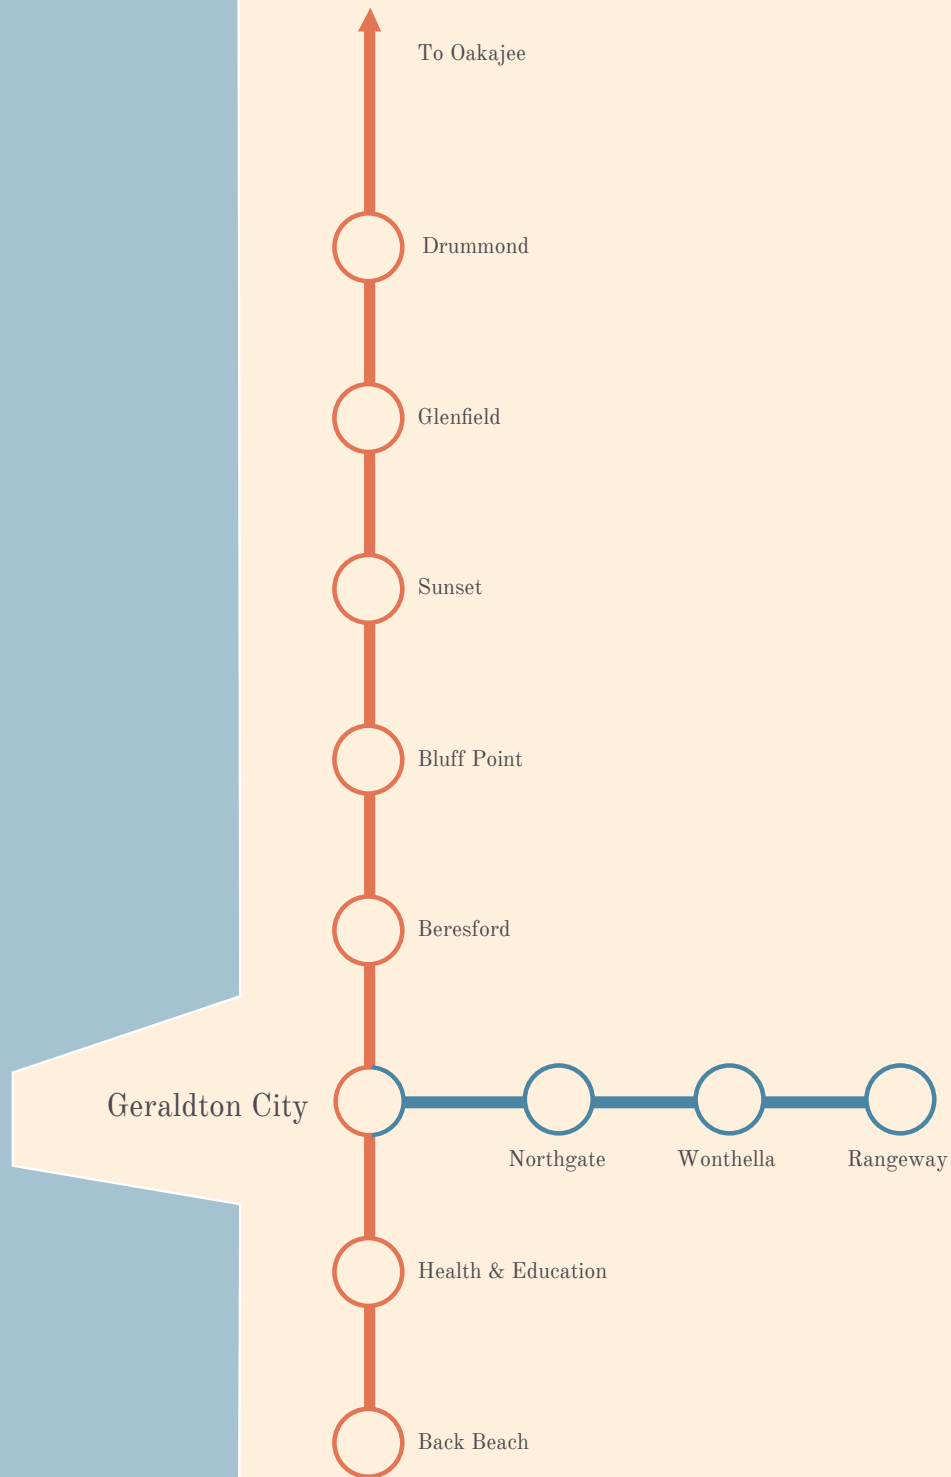 To Oakajee
Drummond
Glenfield
Sunset
Bluff Point
Beresford
Geraldton City
Northgate
Wonthella
Rangeway
Health & Education
Back Beach